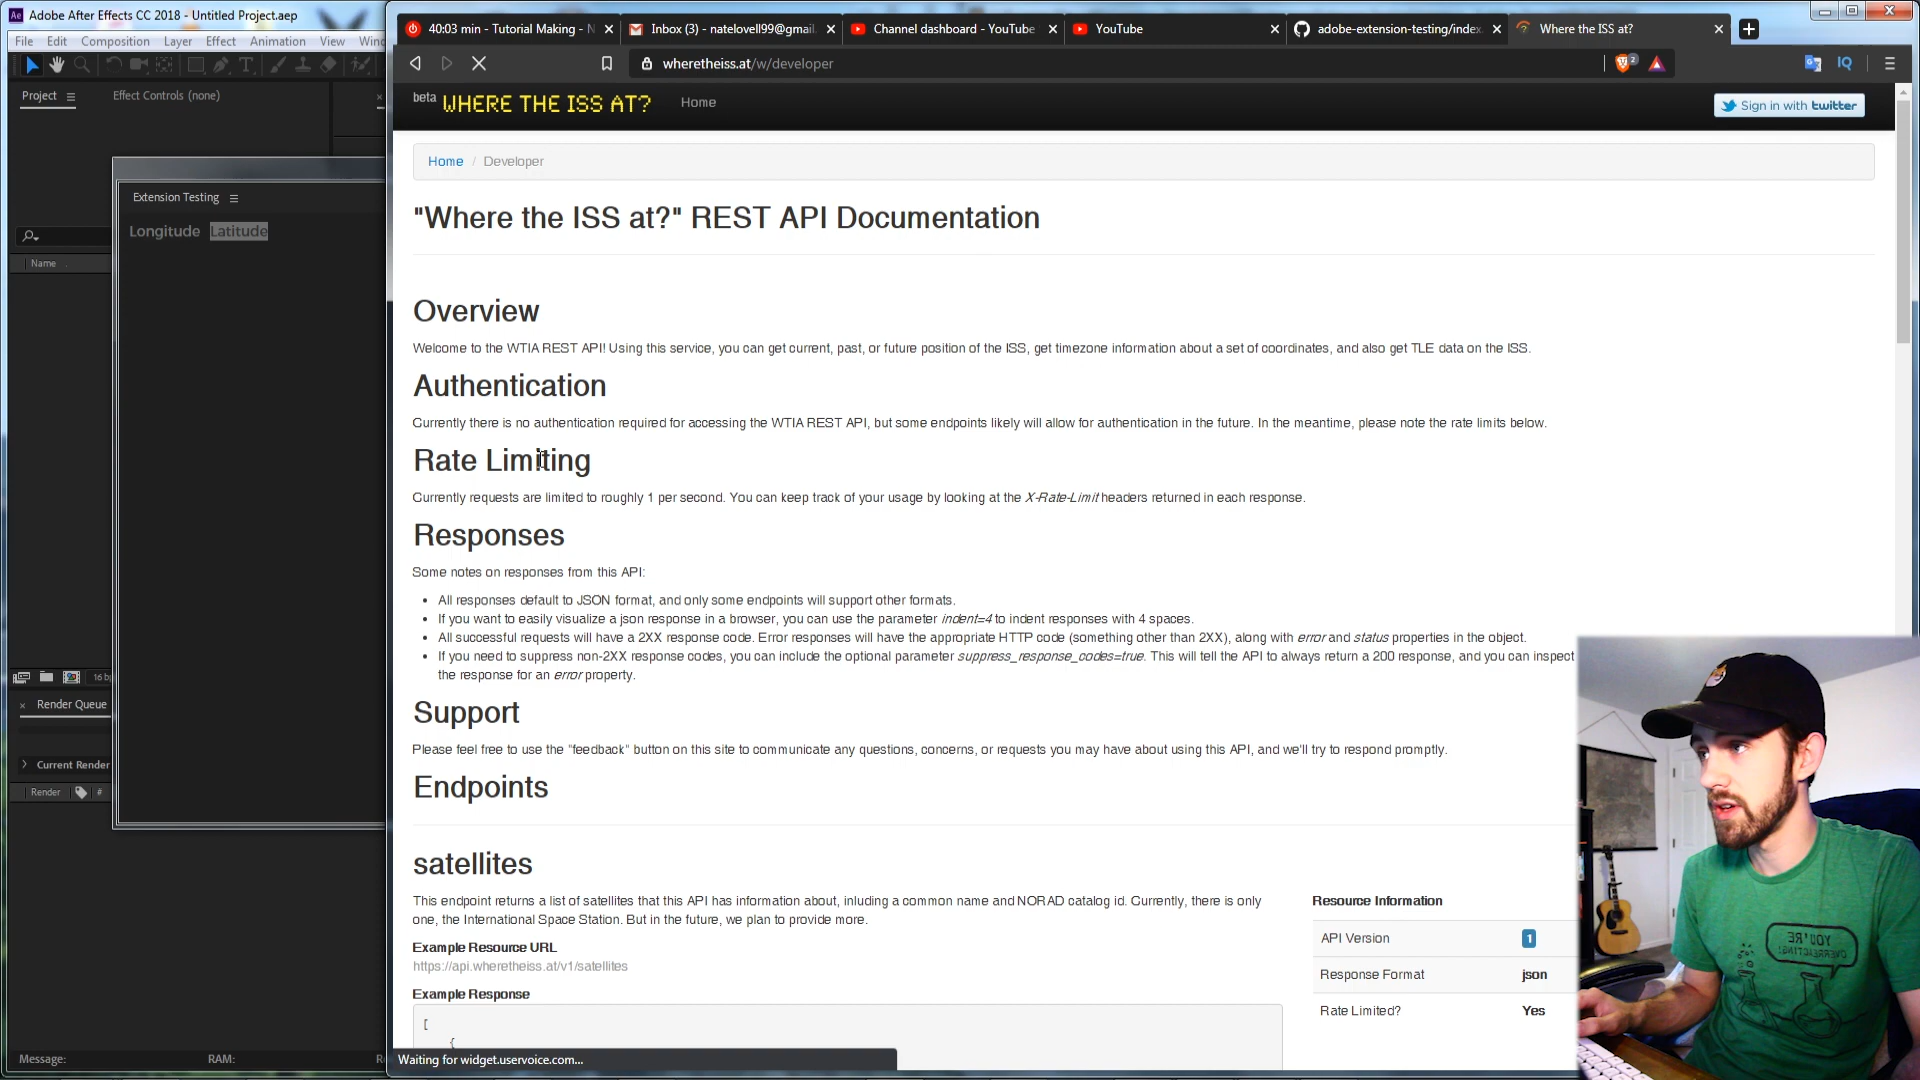 Adobe After Effects CC 2018 - Untitled Project.aep
File Edit Composition Layer Effect Animation View Wind
Project
Effect Controls (none)
Extension Testing
Longitude Latitude
Name
16 bp
Render Queue
Current Render
Render #
Message:
RAM:
40:03 min - Tutorial Making - N
Inbox (3) - natelovell99@gmail
Channel dashboard - YouTube
YouTube
adobe-extension-testing/index
Where the ISS at?
wheretheiss.at/w/developer
2
IQ
beta WHERE THE ISS AT?
Home
Sign in with twitter
Home / Developer
"Where the ISS at?" REST API Documentation
Overview
Welcome to the WTIA REST API! Using this service, you can get current, past, or future position of the ISS, get timezone information about a set of coordinates, and also get TLE data on the ISS.
Authentication
Currently there is no authentication required for accessing the WTIA REST API, but some endpoints likely will allow for authentication in the future. In the meantime, please note the rate limits below.
Rate Limiting
Currently requests are limited to roughly 1 per second. You can keep track of your usage by looking at the X-Rate-Limit headers returned in each response.
Responses
Some notes on responses from this API:
All responses default to JSON format, and only some endpoints will support other formats.
If you want to easily visualize a json response in a browser, you can use the parameter indent=4 to indent responses with 4 spaces.
All successful requests will have a 2XX response code. Error responses will have the appropriate HTTP code (something other than 2XX), along with error and status properties in the object.
If you need to suppress non-2XX response codes, you can include the optional parameter suppress_response_codes=true. This will tell the API to always return a 200 response, and you can inspect
the response for an error property.
Support
Please feel free to use the "feedback" button on this site to communicate any questions, concerns, or requests you may have about using this API, and we'll try to respond promptly.
Endpoints
satellites
This endpoint returns a list of satellites that this API has information about, inluding a common name and NORAD catalog id. Currently, there is only
one, the International Space Station. But in the future, we plan to provide more.
Example Resource URL
https://api.wheretheiss.at/v1/satellites
Example Response
[
{
Resource Information
API Version 1
Response Format json
Rate Limited? Yes
Waiting for widget.uservoice.com...
YOU'RE
OVERREACTING!